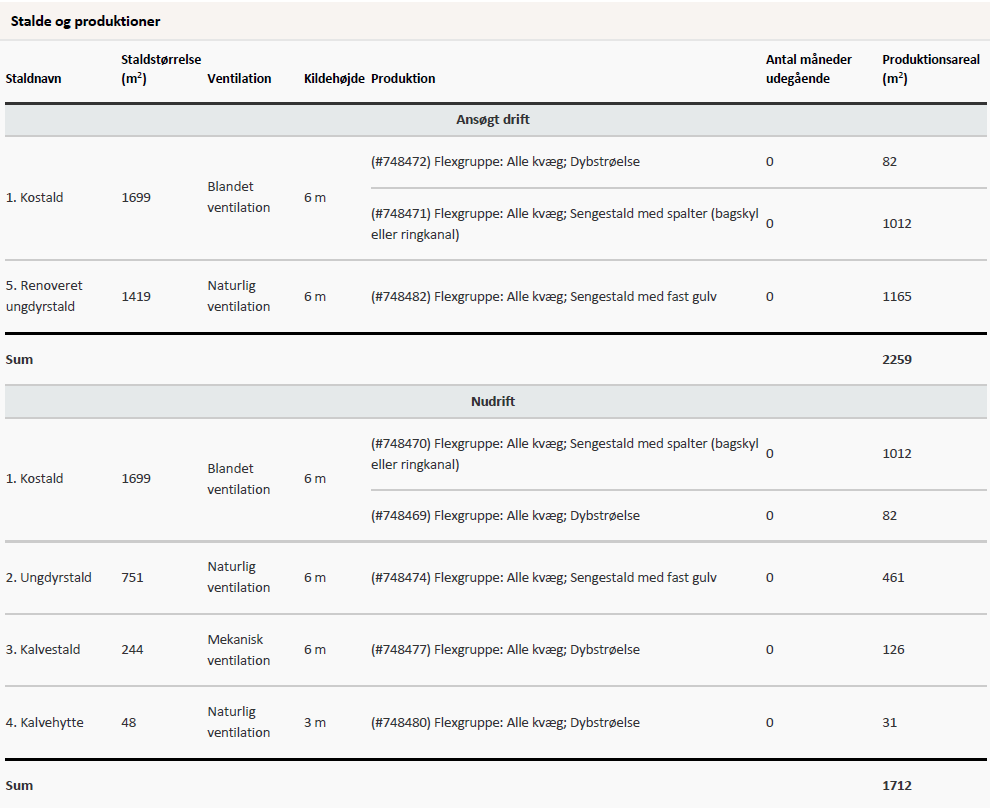 Stalde og produktioner
Staldnavn Staldstørrelse (m²) Ventilation Kildehøjde Produktion Antal måneder udegående Produktionsareal (m²)
Ansøgt drift
1. Kostald 1699 Blandet ventilation 6 m (#748472) Flexgruppe: Alle kvæg; Dybstrøelse 0 82
(#748471) Flexgruppe: Alle kvæg; Sengestald med spalter (bagskyl eller ringkanal) 0 1012
5. Renoveret ungdyrstald 1419 Naturlig ventilation 6 m (#748482) Flexgruppe: Alle kvæg; Sengestald med fast gulv 0 1165
Sum 2259
Nudrift
1. Kostald 1699 Blandet ventilation 6 m (#748470) Flexgruppe: Alle kvæg; Sengestald med spalter (bagskyl eller ringkanal) 0 1012
(#748469) Flexgruppe: Alle kvæg; Dybstrøelse 0 82
2. Ungdyrstald 751 Naturlig ventilation 6 m (#748474) Flexgruppe: Alle kvæg; Sengestald med fast gulv 0 461
3. Kalvestald 244 Mekanisk ventilation 6 m (#748477) Flexgruppe: Alle kvæg; Dybstrøelse 0 126
4. Kalvehytte 48 Naturlig ventilation 3 m (#748480) Flexgruppe: Alle kvæg; Dybstrøelse 0 31
Sum 1712